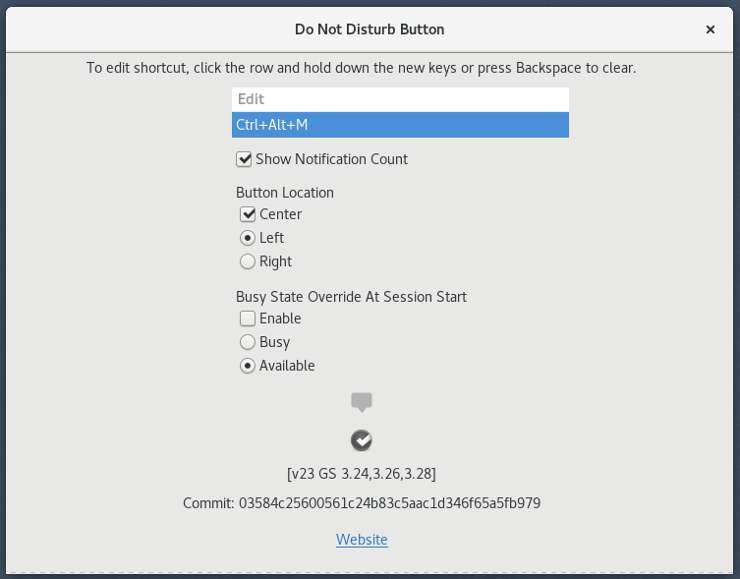 Do Not Disturb Button
To edit shortcut, click the row and hold down the new keys or press Backspace to clear.
Edit
Ctrl+Alt+M
Show Notification Count
Button Location
Center
Left
Right
Busy State Override At Session Start
Enable
Busy
Available
[v23 GS 3.24,3.26,3.28]
Commit: 03584c25600561c24b83c5aac1d346f65a5fb979
Website